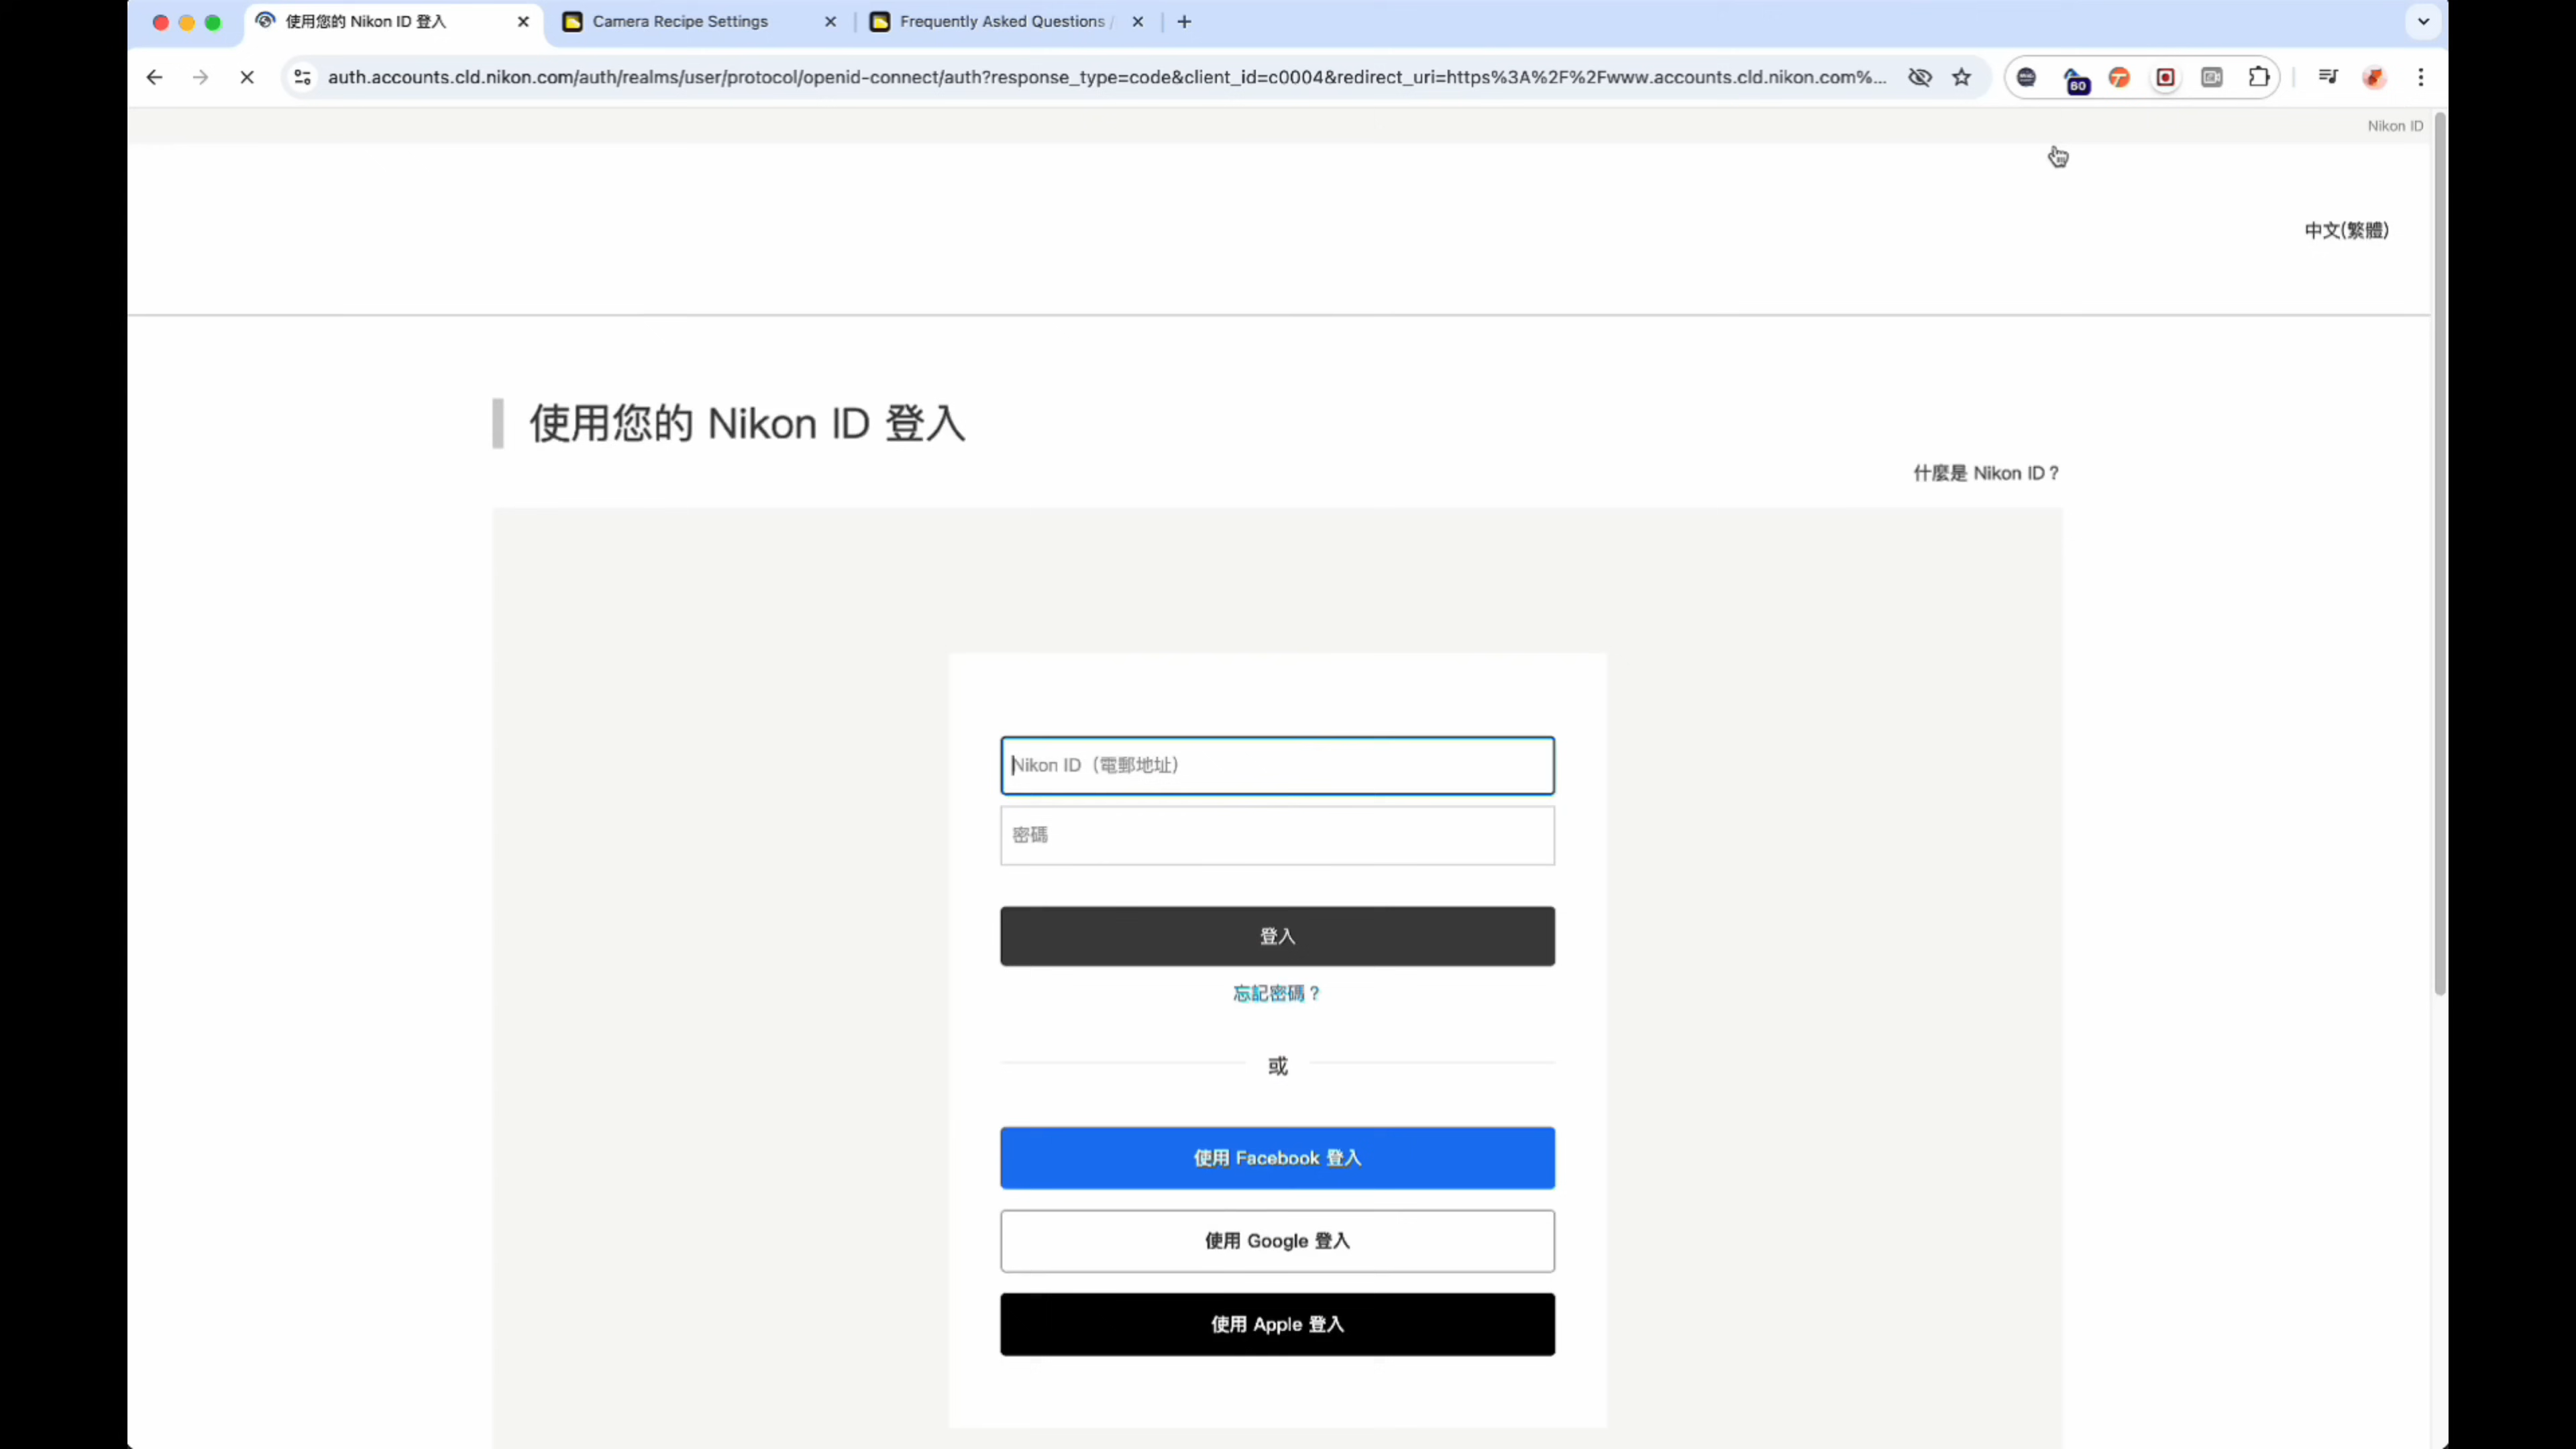 使用您的 Nikon ID 登入
Camera Recipe Settings
Frequently Asked Questions /
auth.accounts.cld.nikon.com/auth/realms/user/protocol/openid-connect/auth?response_type=code&client_id=c0004&redirect_uri=https%3A%2F%2Fwww.accounts.cld.nikon.com%...
80
Nikon ID
中文(繁體)
使用您的 Nikon ID 登入
什麼是 Nikon ID？
Nikon ID（電郵地址）
密碼
登入
忘記密碼？
或
使用 Facebook 登入
使用 Google 登入
使用 Apple 登入